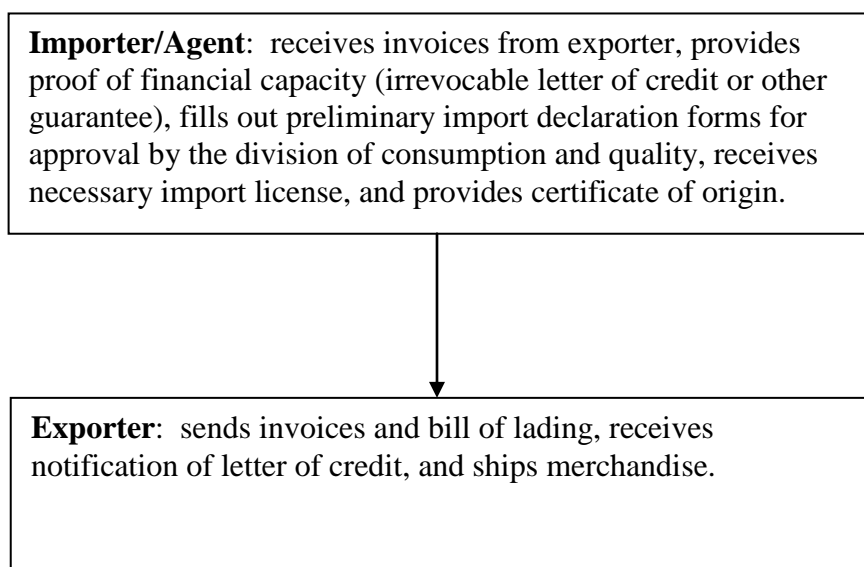 Importer/Agent:  receives invoices from exporter, provides
proof of financial capacity (irrevocable letter of credit or other
guarantee), fills out preliminary import declaration forms for
approval by the division of consumption and quality, receives
necessary import license, and provides certificate of origin.
Exporter:  sends invoices and bill of lading, receives
notification of letter of credit, and ships merchandise.